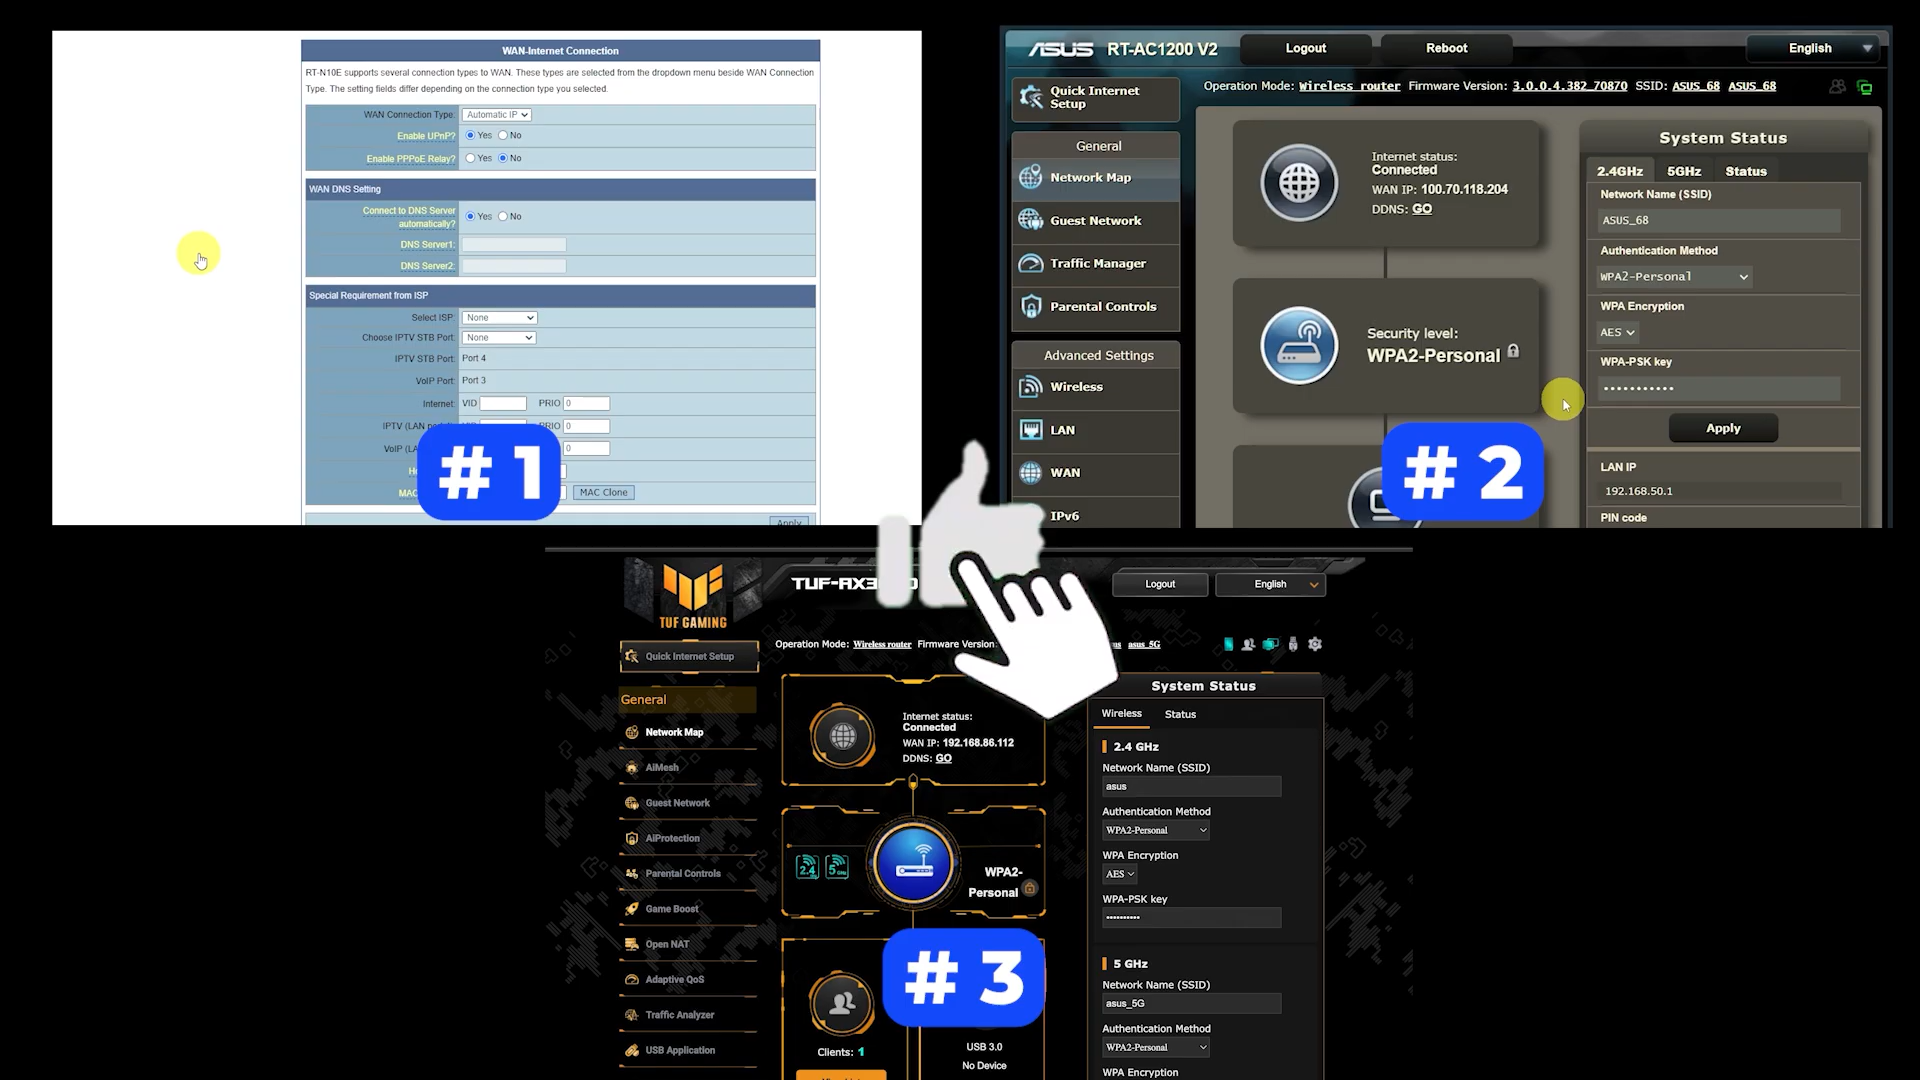 WAN-Internet Connection
RT-N10E supports several connection types to WAN. These types are selected from the dropdown menu beside WAN Connection
Type. The setting fields differ depending on the connection type you selected.
WAN Connection Type: Automatic IP
Enable UPnP? Yes No
Enable PPPoE Relay? Yes No
WAN DNS Setting
Connect to DNS Server
automatically? Yes No
DNS Server1:
DNS Server2:
Special Requirement from ISP
Select ISP: None
Choose IPTV STB Port: None
IPTV STB Port: Port 4
VoIP Port: Port 3
Internet: VID PRIO 0
IPTV (LAN PRIO 0
VoIP (L 0
MAC Clone
Apply
# 1
ASUS RT-AC1200 V2 Logout Reboot English
Operation Mode: Wireless router Firmware Version: 3.0.0.4.382_70870 SSID: ASUS_68 ASUS_68
Quick Internet
Setup
General
Network Map
Guest Network
Traffic Manager
Parental Controls
Advanced Settings
Wireless
LAN
WAN
IPv6
Internet status:
Connected
WAN IP: 100.70.118.204
DDNS: GO
Security level:
WPA2-Personal
System Status
2.4GHz 5GHz Status
Network Name (SSID)
ASUS_68
Authentication Method
WPA2-Personal
WPA Encryption
AES
WPA-PSK key
Apply
LAN IP
192.168.50.1
PIN code
# 2
TUF GAMING
TUF-AX3 0 Logout English
Operation Mode: Wireless router Firmware Version: asus_5G
Quick Internet Setup
General
Network Map
AiMesh
Guest Network
AiProtection
Parental Controls
Game Boost
Open NAT
Adaptive QoS
Traffic Analyzer
USB Application
Internet status:
Connected
WAN IP: 192.168.86.112
DDNS: GO
2.4 5GHz
WPA2-
Personal
Clients: 1
USB 3.0
No Device
System Status
Wireless Status
2.4 GHz
Network Name (SSID)
asus
Authentication Method
WPA2-Personal
WPA Encryption
AES
WPA-PSK key
5 GHz
Network Name (SSID)
asus_5G
Authentication Method
WPA2-Personal
WPA Encryption
# 3